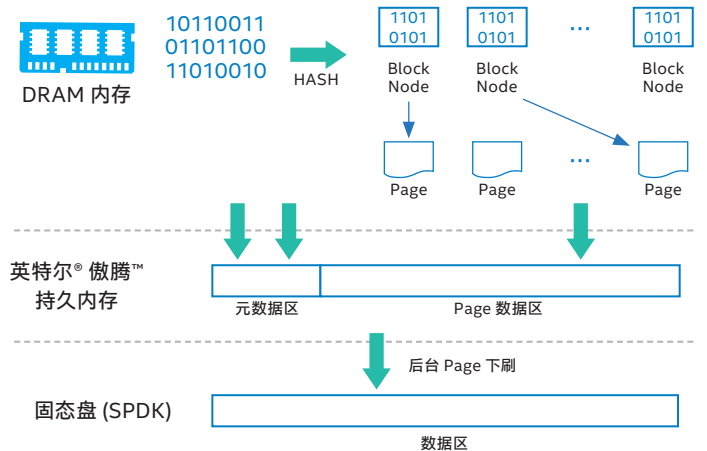 10110011
01101100
11010010
HASH
1101
0101
1101
0101
...
1101
0101
DRAM 内存
Block
Node
Block
Node
Block
Node
...
Page
Page
Page
英特尔® 傲腾™
持久内存
元数据区
Page 数据区
后台 Page 下刷
固态盘 (SPDK)
数据区